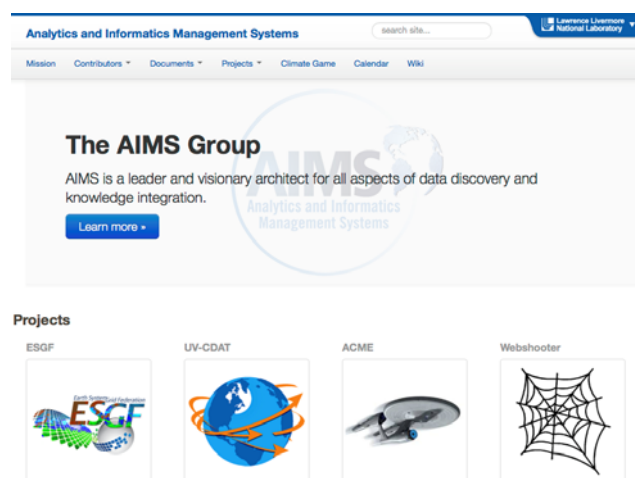 Analytics and Informatics Management Systems
search site...
Lawrence Livermore
National Laboratory
Mission Contributors Documents Projects Climate Game Calendar Wiki
The AIMS Group
AIMS is a leader and visionary architect for all aspects of data discovery and
knowledge integration.
Learn more »
AIMS
Analytics and Informatics
Management Systems
Projects
ESGF UV-CDAT ACME Webshooter
Earth System Grid Federation
ESGF